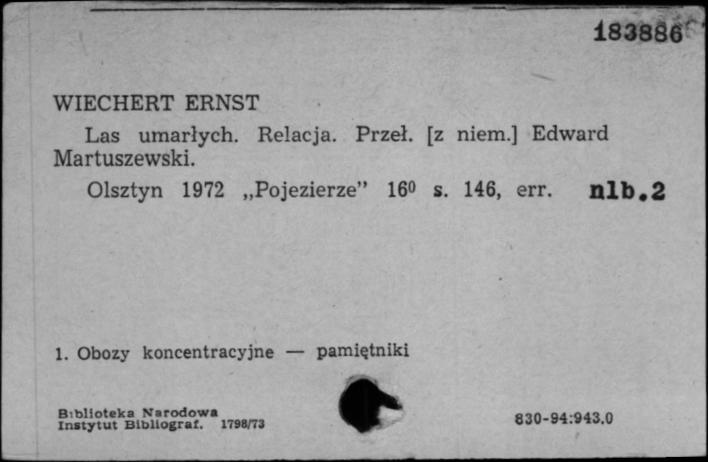 183886
WIECHERT ERNST
Las umarłych. Relacja. Przeł. [z niem.] Edward
Martuszewski.
Olsztyn 1972 „Pojezierze” 16⁰ s. 146, err. nlb.2
1. Obozy koncentracyjne — pamiętniki
Biblioteka Narodowa
Instytut Bibliograf. 1798/73
830-94:943.0